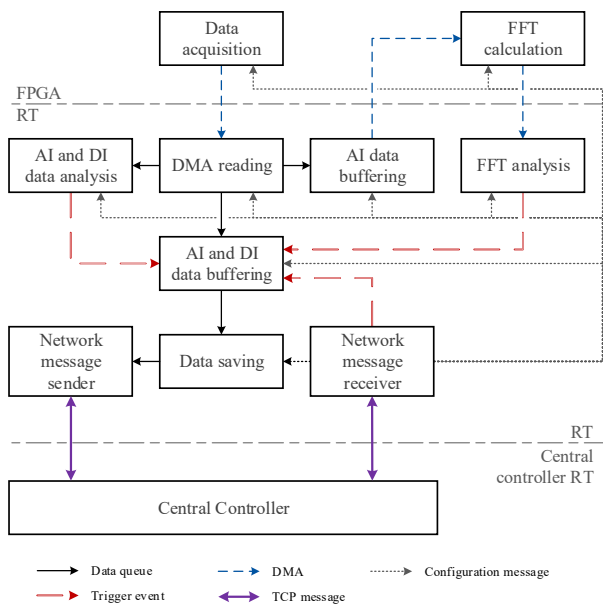 Data
acquisition
FFT
calculation
FPGA
RT
AI and DI
data analysis
DMA reading
AI data
buffering
FFT analysis
AI and DI
data buffering
Network
message
sender
Data saving
Network
message
receiver
RT
Central
controller RT
Central Controller
Data queue
DMA
Configuration message
Trigger event
TCP message